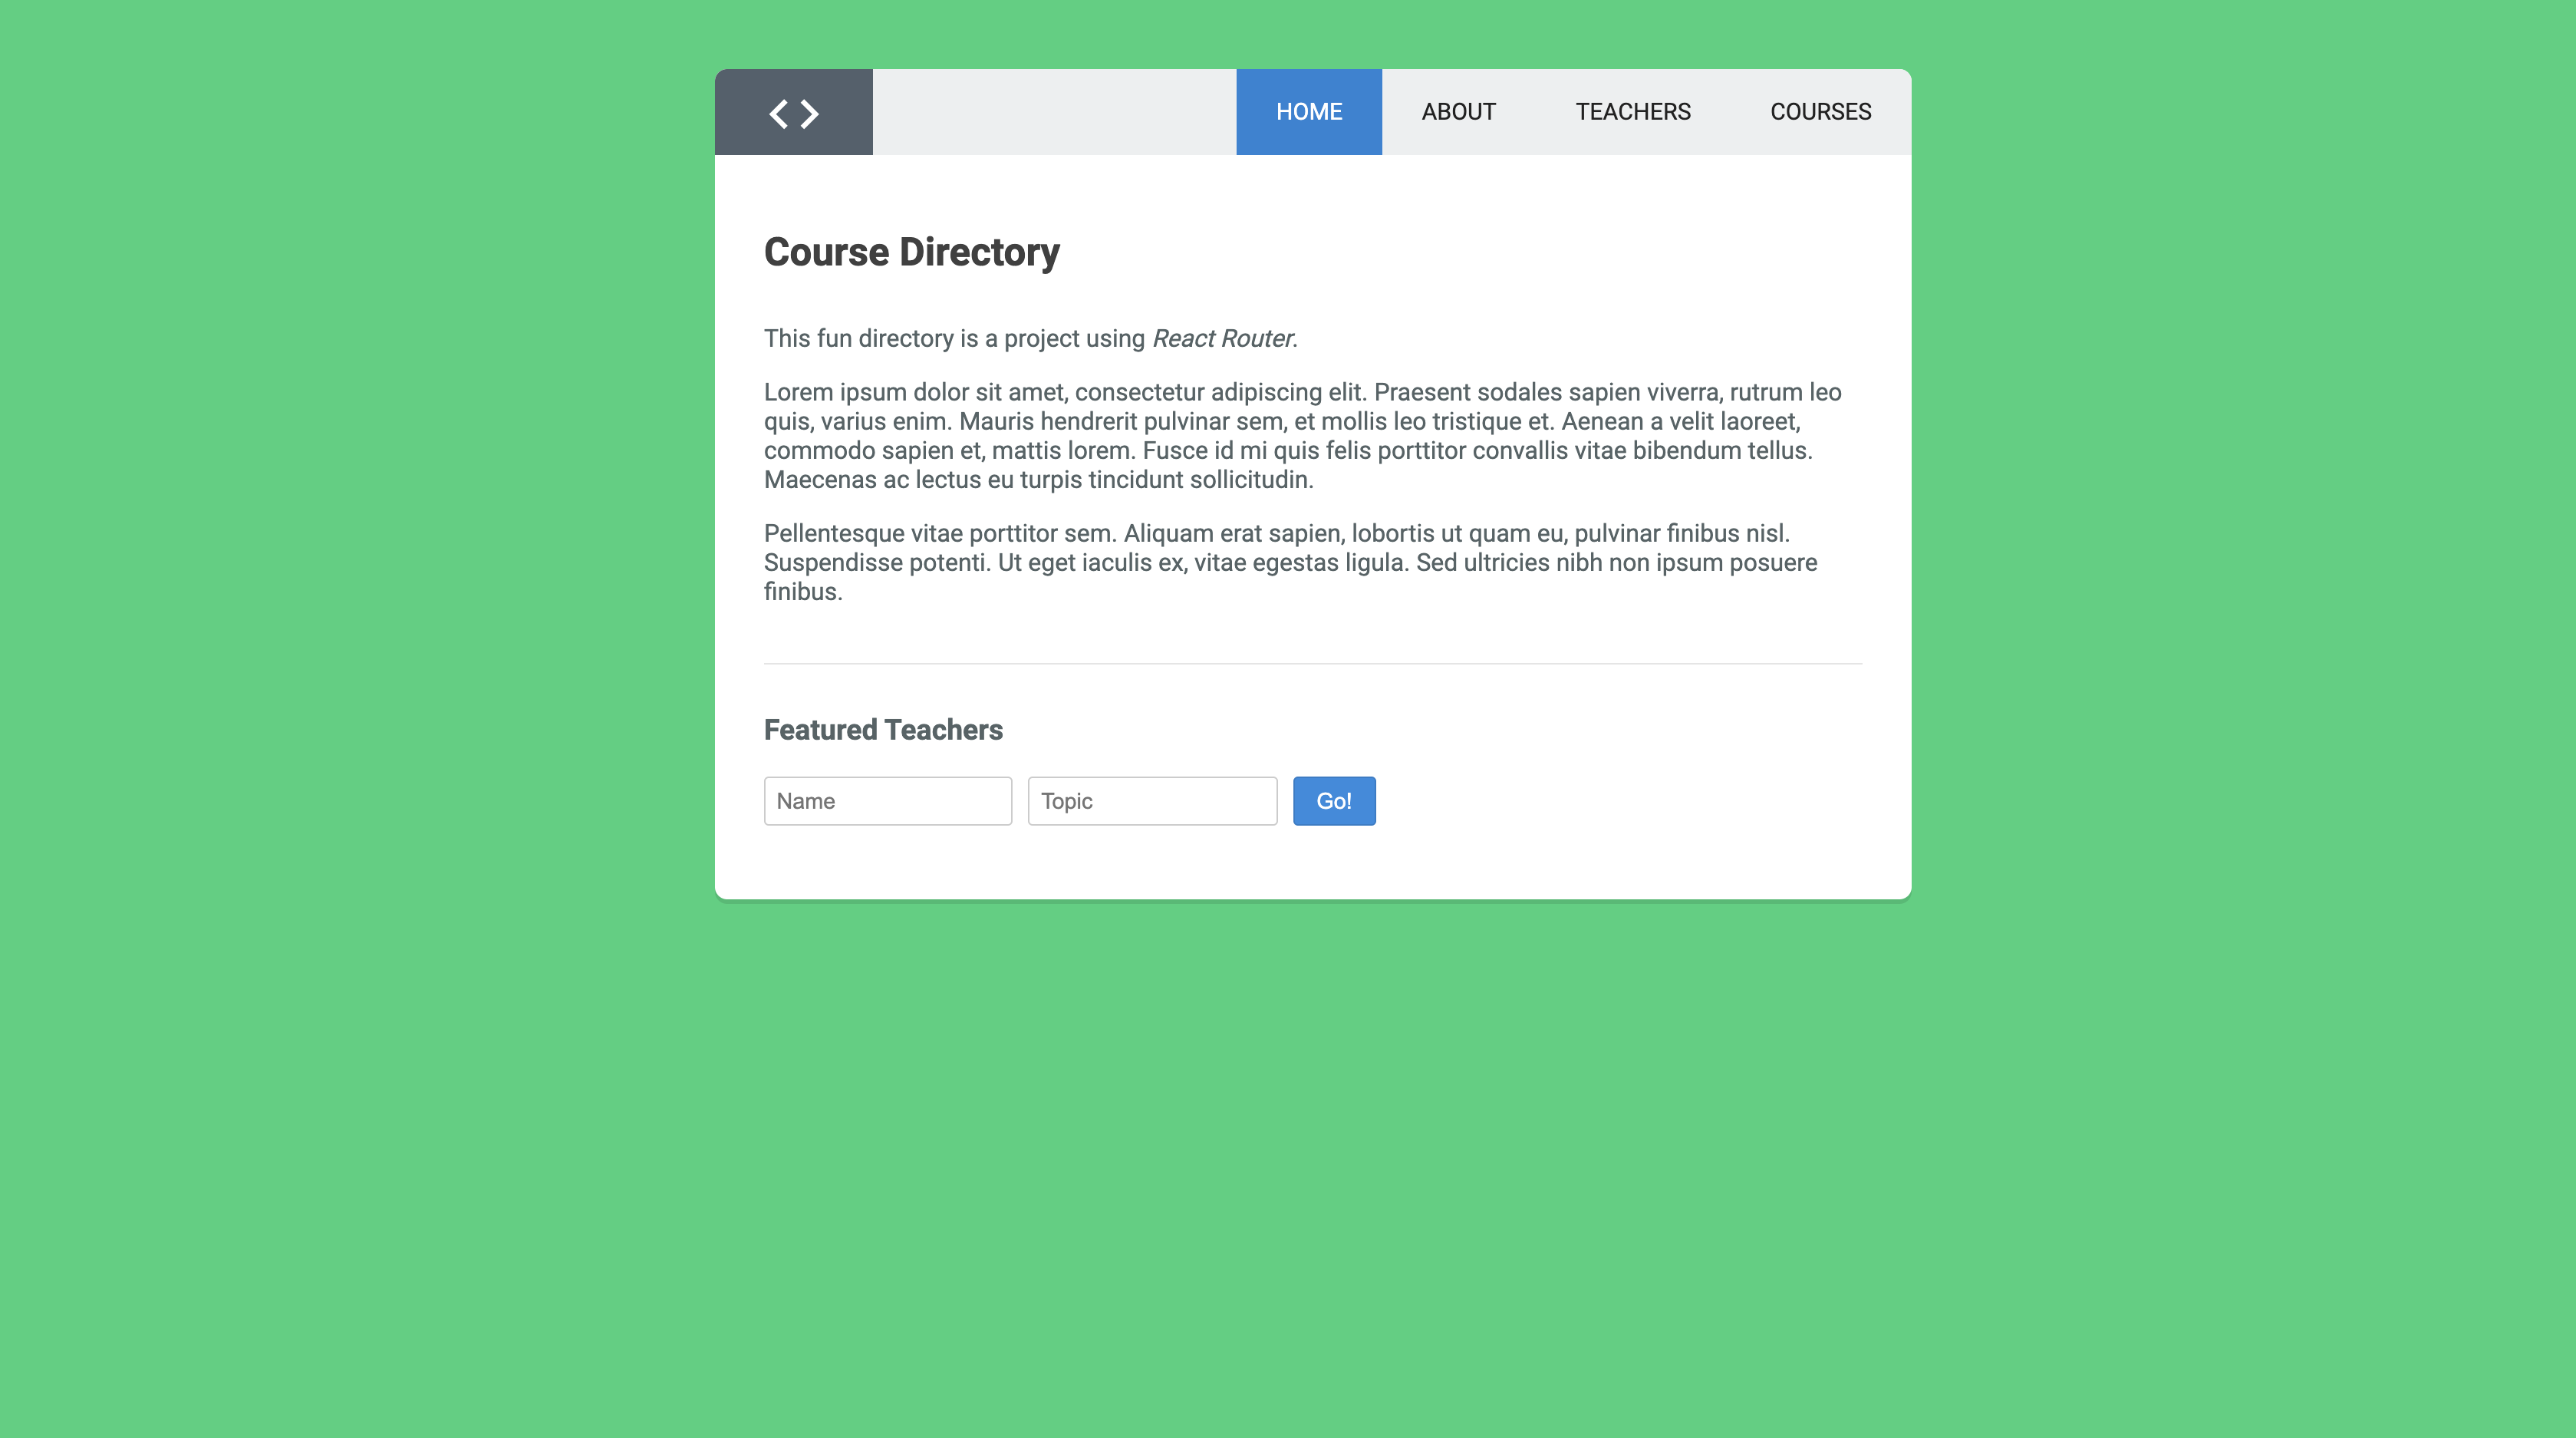 HOME ABOUT TEACHERS COURSES
Course Directory
This fun directory is a project using React Router.
Lorem ipsum dolor sit amet, consectetur adipiscing elit. Praesent sodales sapien viverra, rutrum leo
quis, varius enim. Mauris hendrerit pulvinar sem, et mollis leo tristique et. Aenean a velit laoreet,
commodo sapien et, mattis lorem. Fusce id mi quis felis porttitor convallis vitae bibendum tellus.
Maecenas ac lectus eu turpis tincidunt sollicitudin.
Pellentesque vitae porttitor sem. Aliquam erat sapien, lobortis ut quam eu, pulvinar finibus nisl.
Suspendisse potenti. Ut eget iaculis ex, vitae egestas ligula. Sed ultricies nibh non ipsum posuere
finibus.
Featured Teachers
Name Topic Go!